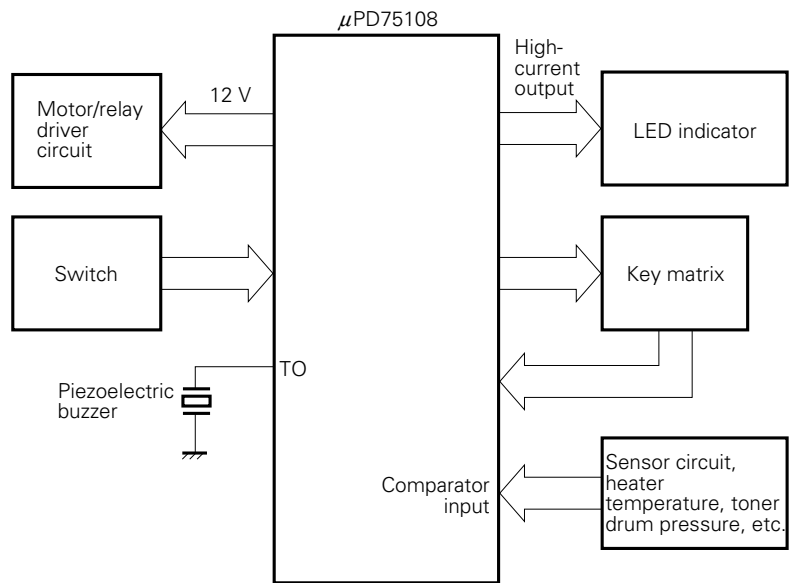 μPD75108
High-
current
output
12 V
Motor/relay
driver
circuit
LED indicator
Switch
Key matrix
TO
Piezoelectric
buzzer
Comparator
input
Sensor circuit,
heater
temperature, toner
drum pressure, etc.